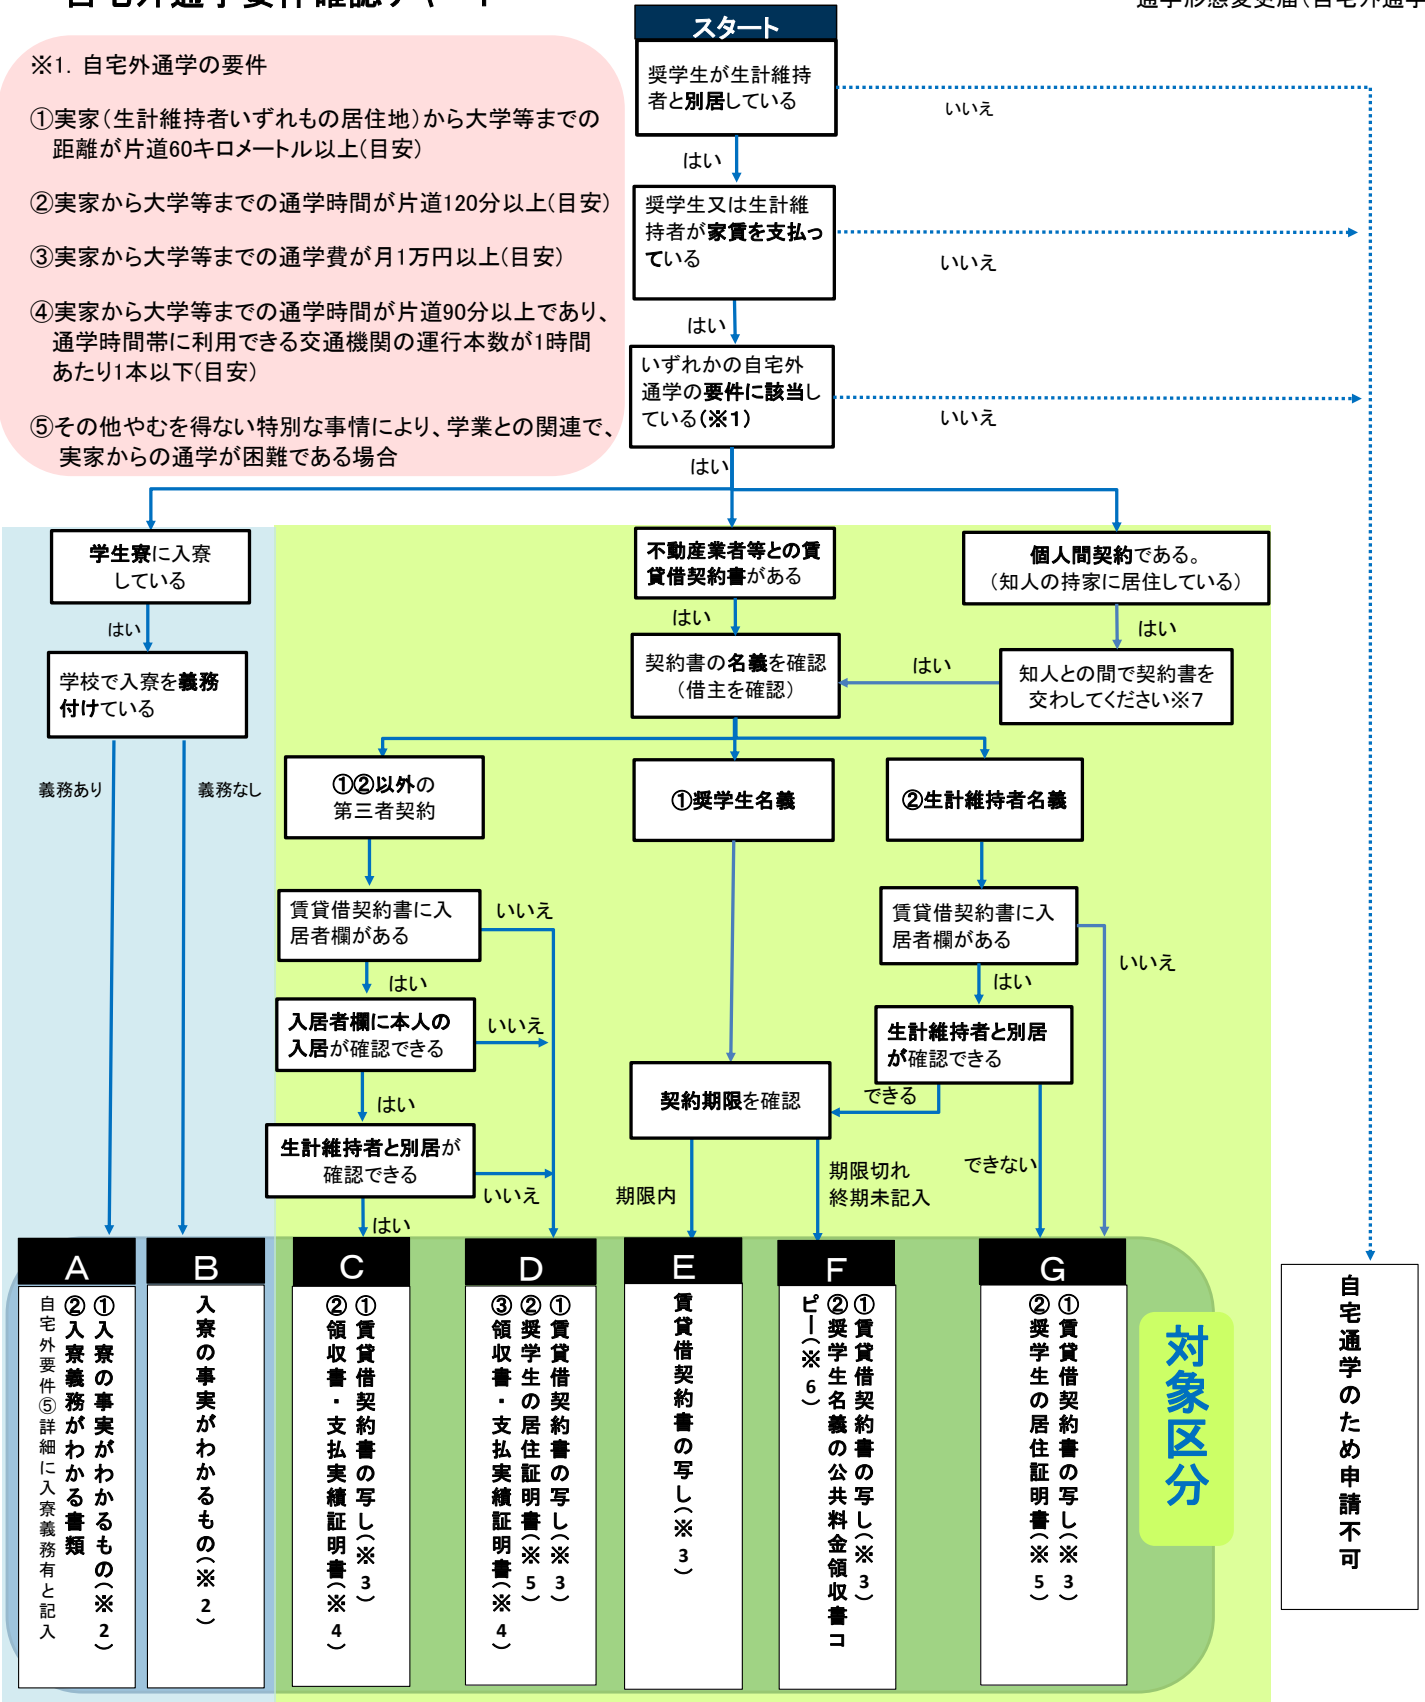 スタート
奨学生が生計維持
者と別居している
※1. 自宅外通学の要件
①実家（生計維持者いずれもの居住地）から大学等までの
距離が片道60キロメートル以上(目安)
②実家から大学等までの通学時間が片道120分以上(目安)
③実家から大学等までの通学費が月1万円以上(目安)
④実家から大学等までの通学時間が片道90分以上であり、
通学時間帯に利用できる交通機関の運行本数が1時間
あたり1本以下(目安)
⑤その他やむを得ない特別な事情により、学業との関連で、
実家からの通学が困難である場合
いいえ
はい
奨学生又は生計維
持者が家賃を支払っ
ている
いいえ
はい
いずれかの自宅外
通学の要件に該当し
ている(※1)
いいえ
はい
学生寮に入寮
している
はい
学校で入寮を義務
付けている
義務あり
義務なし
不動産業者等との賃
貸借契約書がある
はい
契約書の名義を確認
（借主を確認）
個人間契約である。
（知人の持家に居住している）
はい
知人との間で契約書を
交わしてください※7
はい
①②以外の
第三者契約
①奨学生名義
②生計維持者名義
賃貸借契約書に入
居者欄がある
いいえ
はい
入居者欄に本人の
入居が確認できる
いいえ
はい
生計維持者と別居が
確認できる
いいえ
はい
賃貸借契約書に入
居者欄がある
いいえ
はい
生計維持者と別居
が確認できる
できる
できない
契約期限を確認
期限内
期限切れ
終期未記入
A
①入寮の事実がわかるもの(※2)
②入寮義務がわかる書類
自宅外要件⑤詳細に入寮義務有と記入
B
入寮の事実がわかるもの(※2)
C
①賃貸借契約書の写し(※3)
②領収書・支払実績証明書(※4)
D
①賃貸借契約書の写し(※3)
②奨学生の居住証明書(※5)
③領収書・支払実績証明書(※4)
E
賃貸借契約書の写し(※3)
F
①賃貸借契約書の写し(※3)
②奨学生名義の公共料金領収書コ
ピー(※6)
G
①賃貸借契約書の写し(※3)
②奨学生の居住証明書(※5)
対象区分
自宅通学のため申請不可